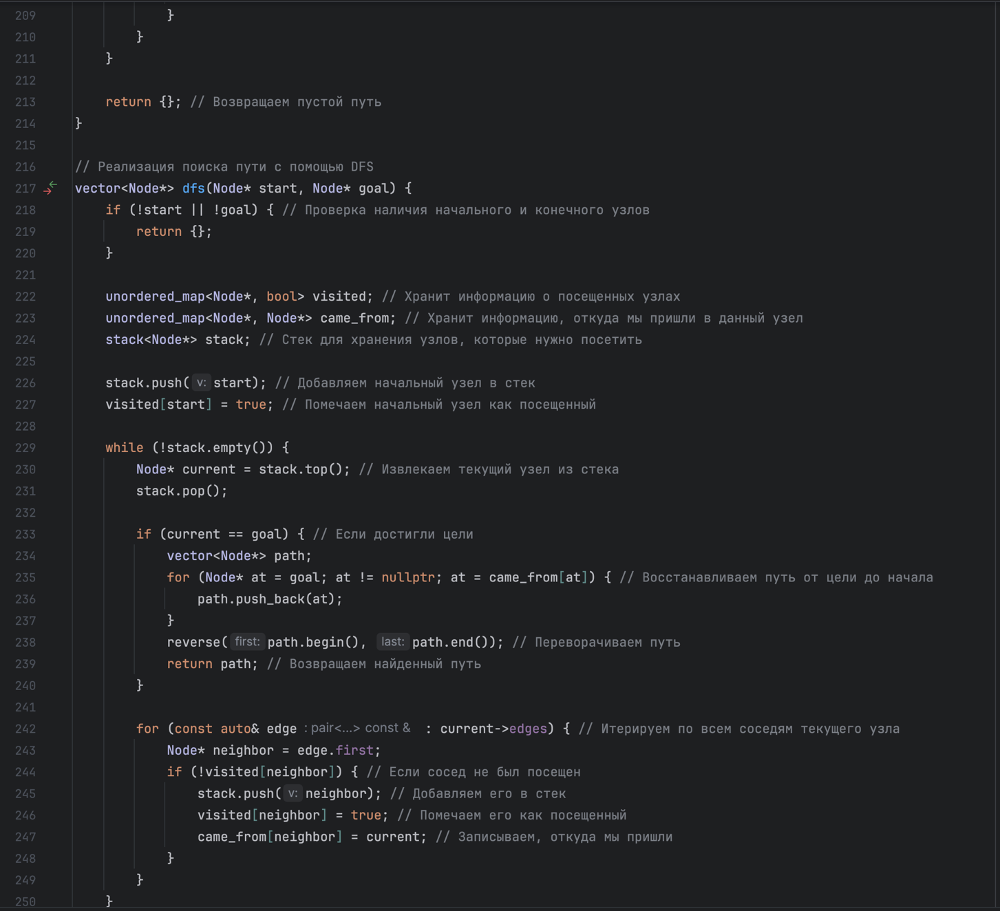 209 }
210 }
211 }
212
213 return {}; // Возвращаем пустой путь
214 }
215
216 // Реализация поиска пути с помощью DFS
217 vector<Node*> dfs(Node* start, Node* goal) {
218 if (!start || !goal) { // Проверка наличия начального и конечного узлов
219 return {};
220 }
221
222 unordered_map<Node*, bool> visited; // Хранит информацию о посещенных узлах
223 unordered_map<Node*, Node*> came_from; // Хранит информацию, откуда мы пришли в данный узел
224 stack<Node*> stack; // Стек для хранения узлов, которые нужно посетить
225
226 stack.push( v: start); // Добавляем начальный узел в стек
227 visited[start] = true; // Помечаем начальный узел как посещенный
228
229 while (!stack.empty()) {
230 Node* current = stack.top(); // Извлекаем текущий узел из стека
231 stack.pop();
232
233 if (current == goal) { // Если достигли цели
234 vector<Node*> path;
235 for (Node* at = goal; at != nullptr; at = came_from[at]) { // Восстанавливаем путь от цели до начала
236 path.push_back(at);
237 }
238 reverse( first: path.begin(), last: path.end()); // Переворачиваем путь
239 return path; // Возвращаем найденный путь
240 }
241
242 for (const auto& edge : pair<...> const & : current->edges) { // Итерируем по всем соседям текущего узла
243 Node* neighbor = edge.first;
244 if (!visited[neighbor]) { // Если сосед не был посещен
245 stack.push( v: neighbor); // Добавляем его в стек
246 visited[neighbor] = true; // Помечаем его как посещенный
247 came_from[neighbor] = current; // Записываем, откуда мы пришли
248 }
249 }
250 }